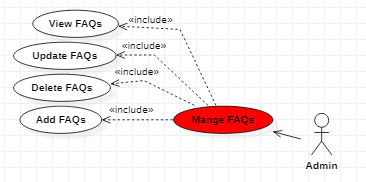 View FAQs
«include»
Update FAQs
«include»
Delete FAQs
«include»
Add FAQs
«include»
Mange FAQs
Admin